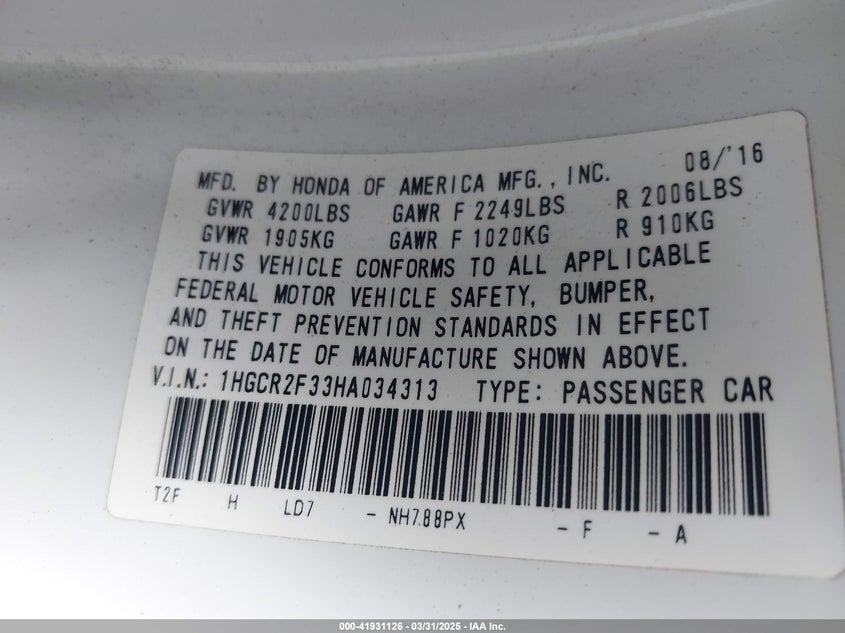 08/'16
MFD. BY HONDA OF AMERICA MFG., INC.
GVWR 4200LBS GAWR F 2249LBS R 2006LBS
GVWR 1905KG GAWR F 1020KG R 910KG
THIS VEHICLE CONFORMS TO ALL APPLICABLE
FEDERAL MOTOR VEHICLE SAFETY, BUMPER,
AND THEFT PREVENTION STANDARDS IN EFFECT
ON THE DATE OF MANUFACTURE SHOWN ABOVE.
V.I.N.: 1HGCR2F33HA034313 TYPE: PASSENGER CAR
T2F H LD7 - NH788PX - F - A
000-41931126 - 03/31/2025 - IAA Inc.